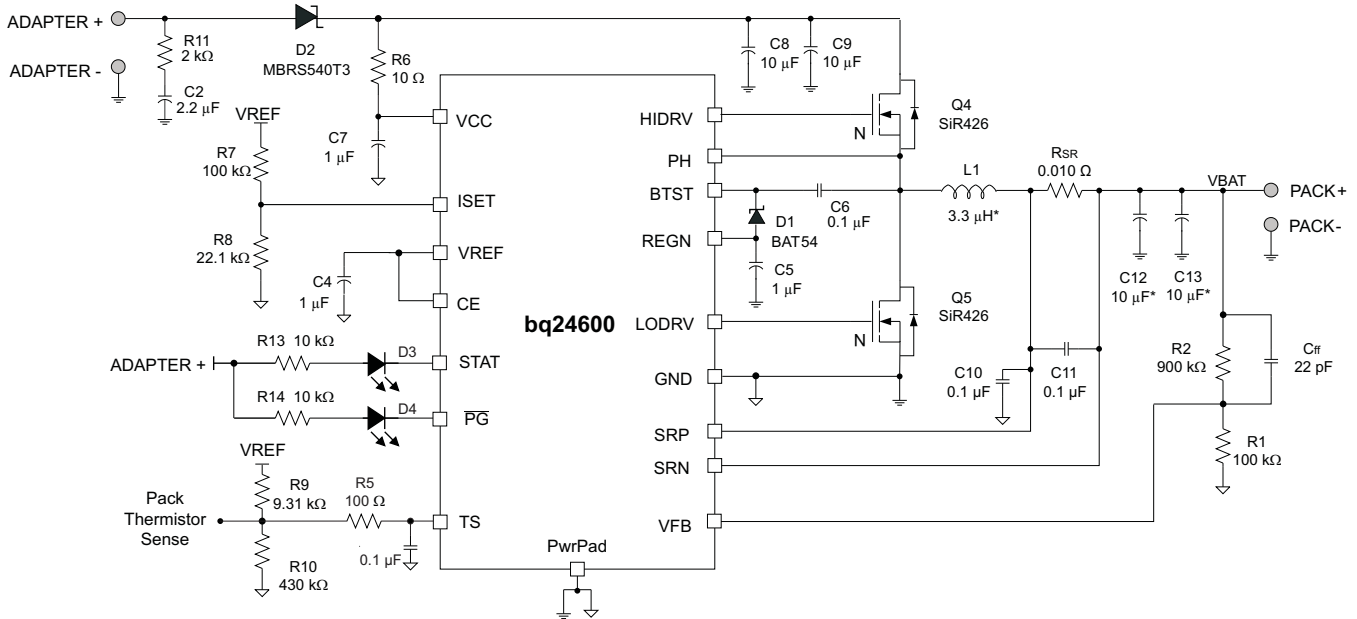 ADAPTER +
R11
2 kΩ
D2
MBRS540T3
ADAPTER -
C2
2.2 μF
R6
10 Ω
C8
10 μF
C9
10 μF
VREF
R7
100 kΩ
C7
1 μF
VCC
HIDRV
N
Q4
SiR426
PH
ISET
BTST
C6
0.1 μF
L1
3.3 μH*
RSR
0.010 Ω
VBAT
PACK+
PACK-
R8
22.1 kΩ
VREF
REGN
D1
BAT54
C4
1 μF
CE
C5
1 μF
C12
10 μF*
C13
10 μF*
bq24600
LODRV
N
Q5
SiR426
R13 10 kΩ
D3
ADAPTER +
STAT
R14 10 kΩ
D4
PG
GND
C10
0.1 μF
C11
0.1 μF
R2
900 kΩ
Cff
22 pF
SRP
SRN
R1
100 kΩ
VREF
R9
9.31 kΩ
R5
100 Ω
Pack
Thermistor
Sense
TS
VFB
0.1 μF
R10
430 kΩ
PwrPad